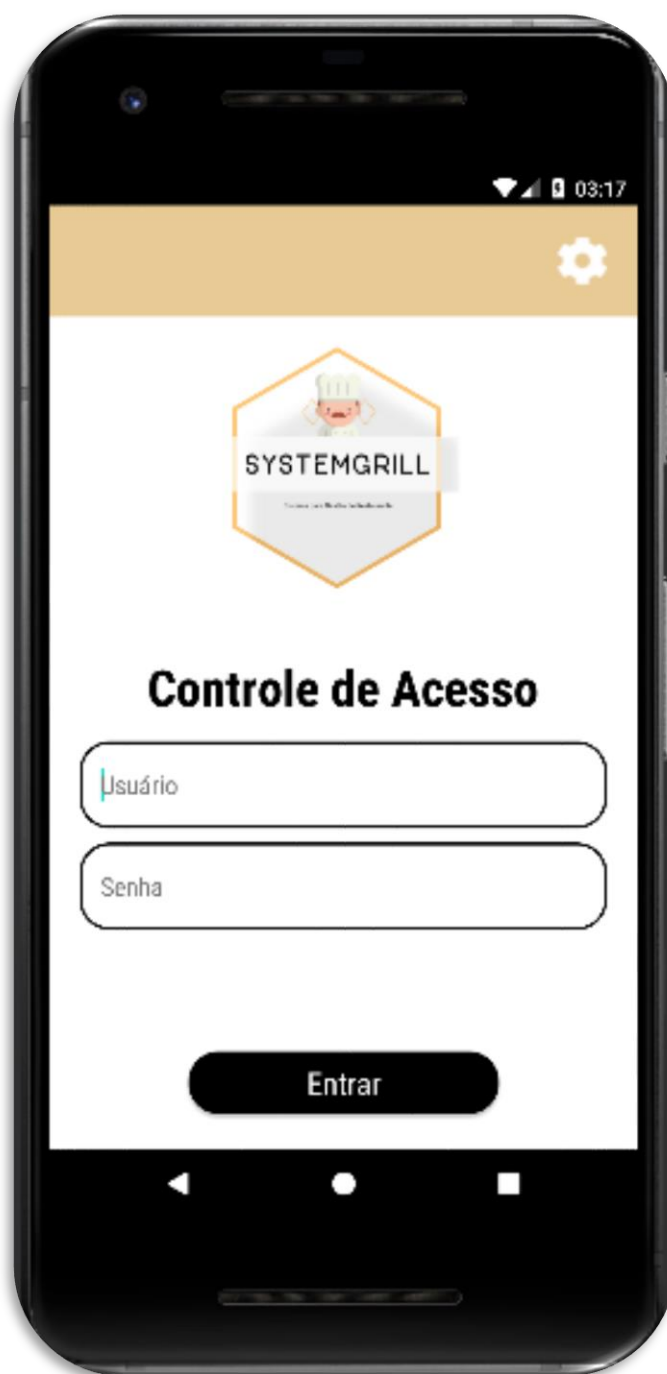 03:17
SYSTEMGRILL
Controle de Acesso
Usuário
Senha
Entrar